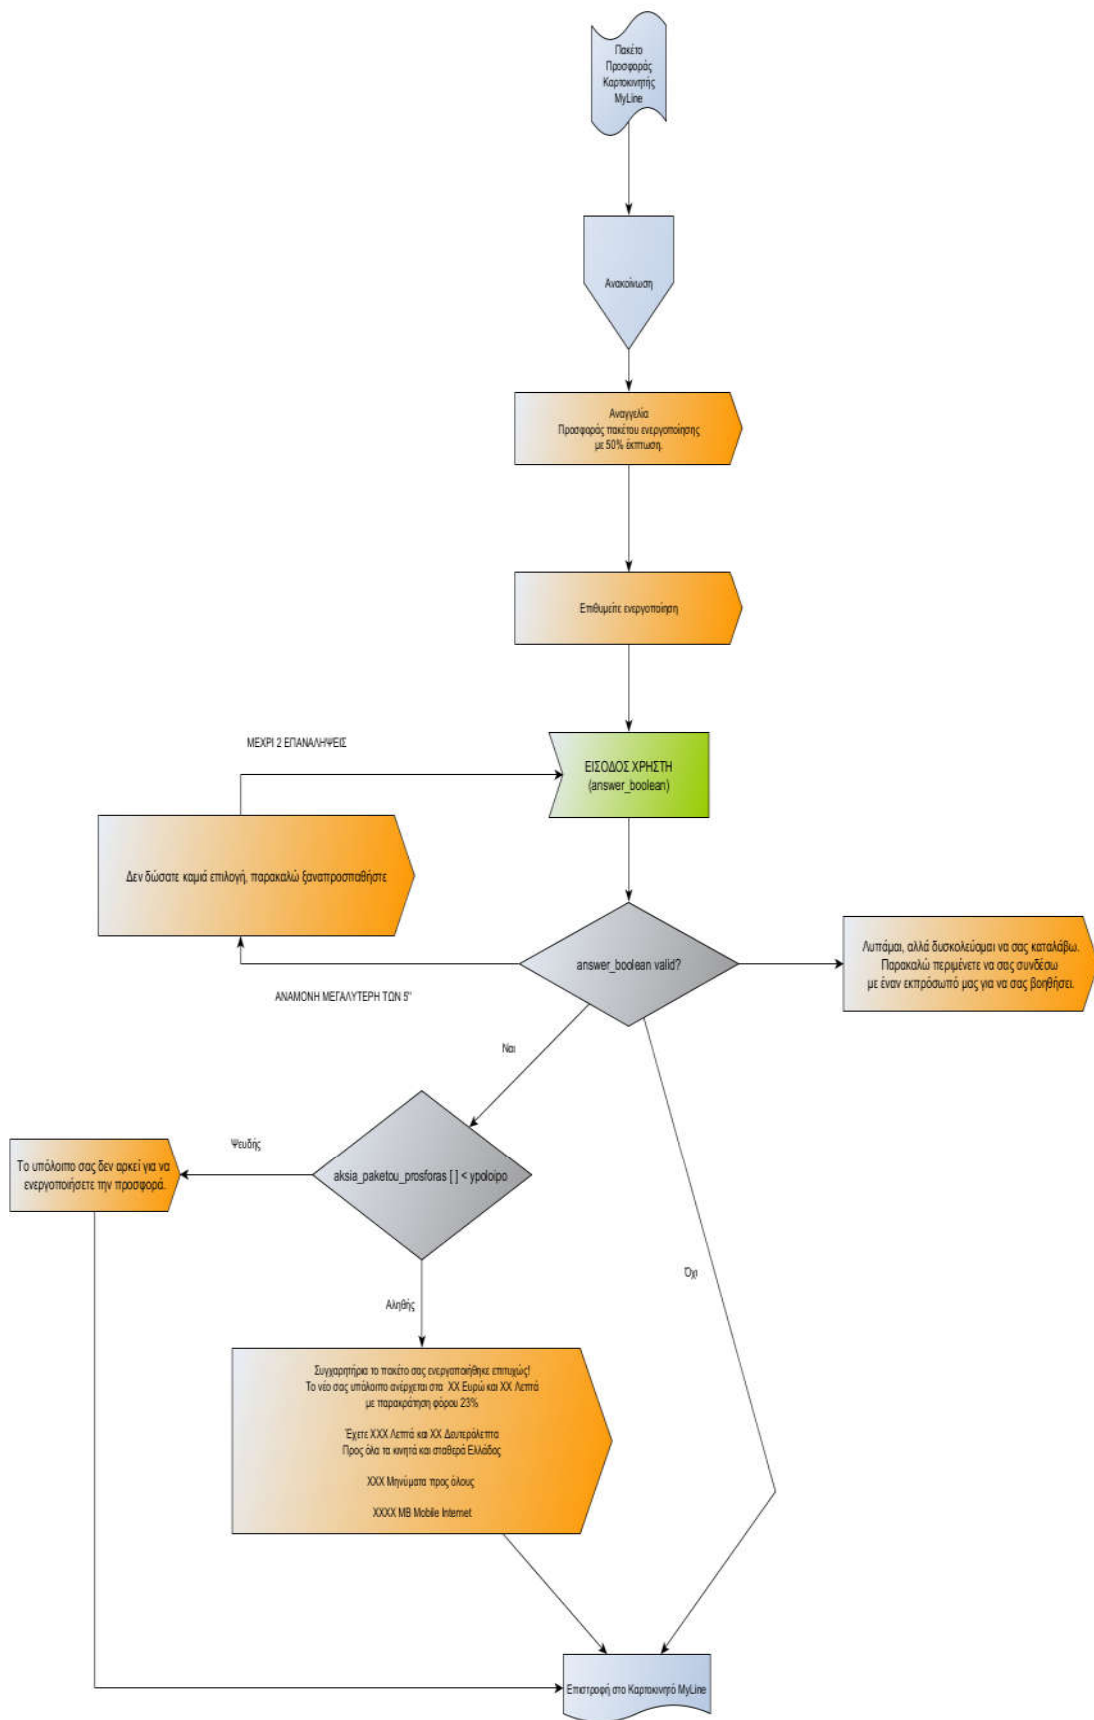 Πακέτο
Προσφοράς
Καρτοκινητής
MyLine
Ανακοίνωση
Αναγγελία
Προσφοράς πακέτου ενεργοποίησης
με 50% έκπτωση.
Επιθυμείτε ενεργοποίηση
ΜΕΧΡΙ 2 ΕΠΑΝΑΛΗΨΕΙΣ
ΕΙΣΟΔΟΣ ΧΡΗΣΤΗ
(answer_boolean)
Δεν δώσατε καμιά επιλογή, παρακαλώ ξαναπροσπαθήστε
answer_boolean valid?
Λυπάμαι, αλλά δυσκολεύομαι να σας καταλάβω.
Παρακαλώ περιμένετε να σας συνδέσω
με έναν εκπρόσωπό μας για να σας βοηθήσει.
ΑΝΑΜΟΝΗ ΜΕΓΑΛΥΤΕΡΗ ΤΩΝ 5"
Ναι
Ψευδής
Το υπόλοιπο σας δεν αρκεί για να
ενεργοποιήσετε την προσφορά.
aksia_paketou_prosforas [ ] < ypoloipo
Όχι
Αληθής
Συγχαρητήρια το πακέτο σας ενεργοποιήθηκε επιτυχώς!
Το νέο σας υπόλοιπο ανέρχεται στα XX Ευρώ και XX Λεπτά
με παρακράτηση φόρου 23%
Έχετε XXX Λεπτά και XX Δευτερόλεπτα
Προς όλα τα κινητά και σταθερά Ελλάδος
XXX Μηνύματα προς όλους
XXXX MB Mobile Internet
Επιστροφή στο Καρτοκινητό MyLine